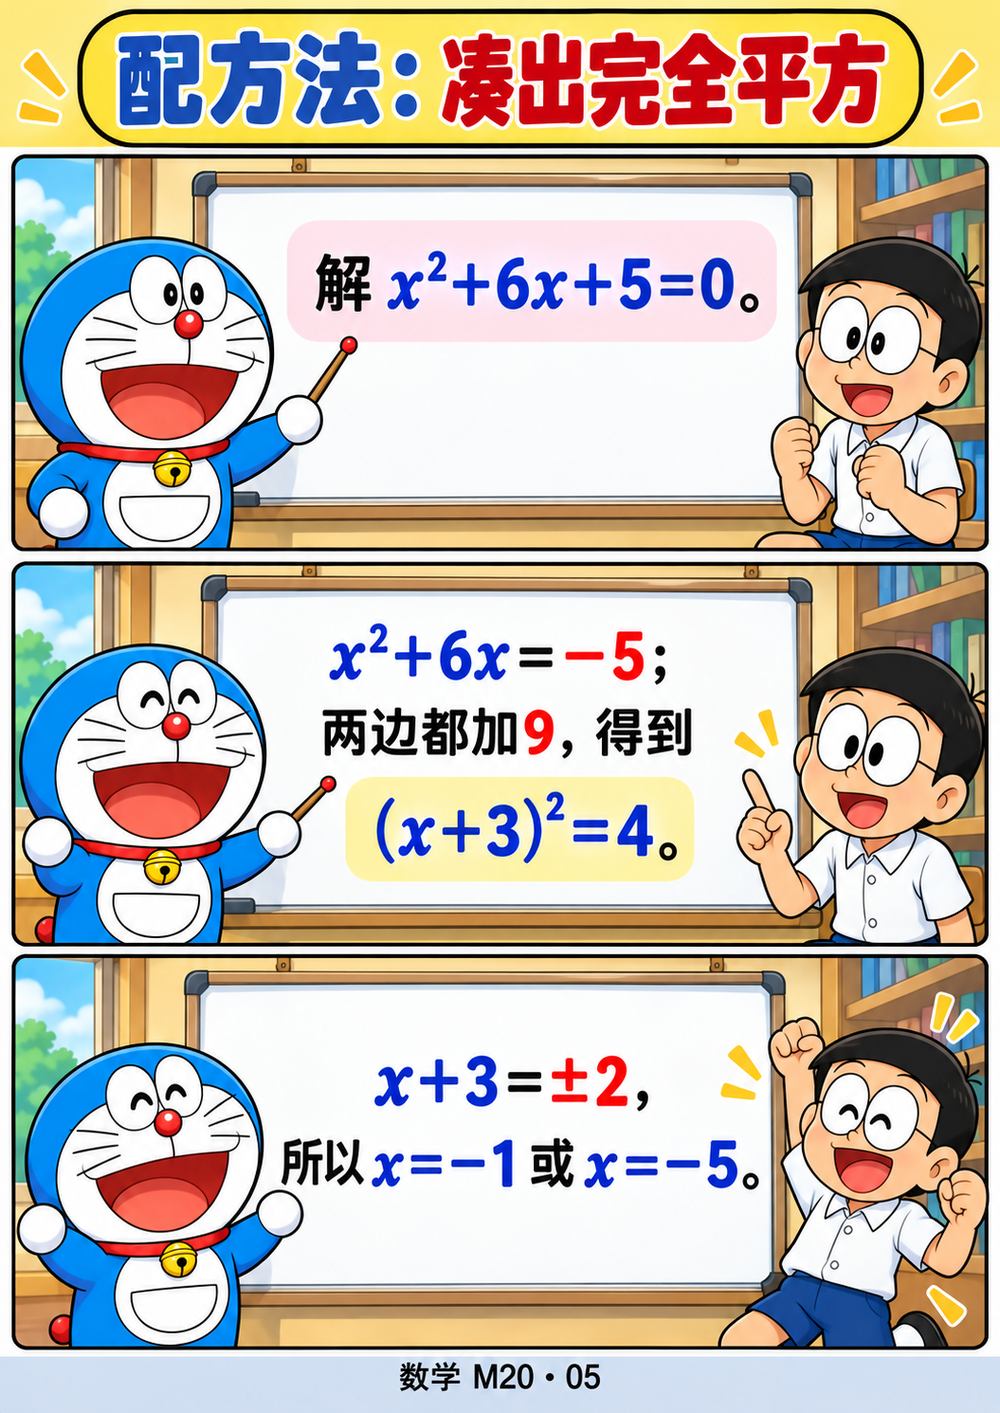 配方法：凑出完全平方
解 x²+6x+5=0。
x²+6x=−5；
两边都加9，得到
(x+3)²=4。
x+3=±2，
所以 x=−1 或 x=−5。
数学 M20・05